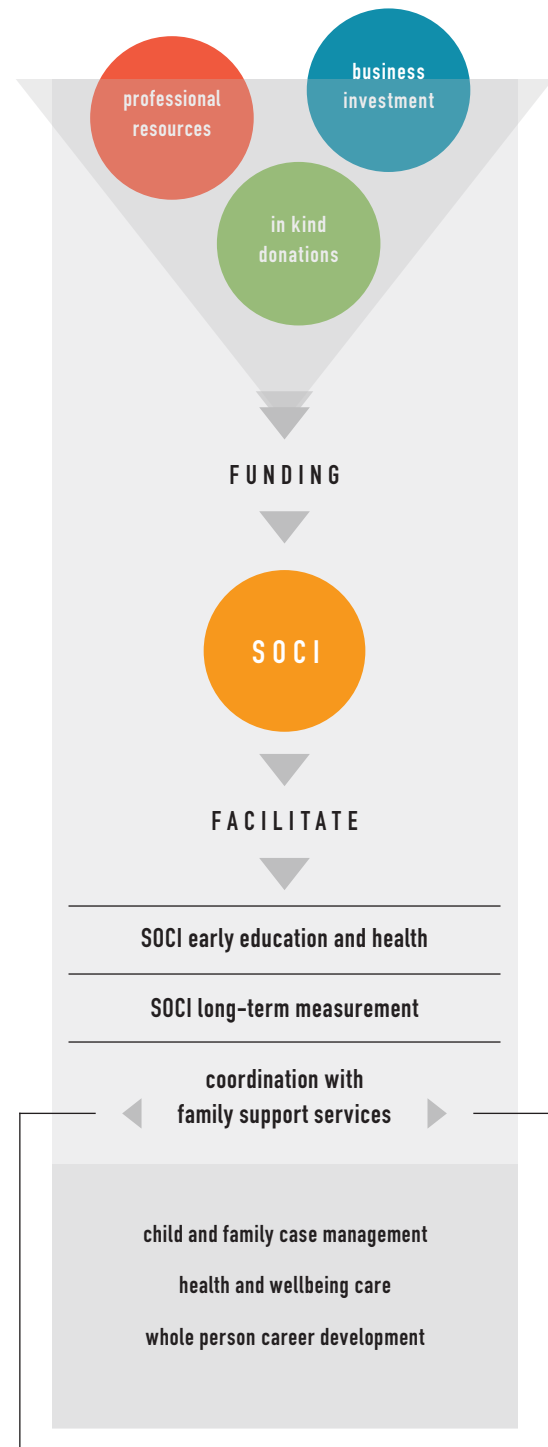 professional
resources
business
investment
in kind
donations
FUNDING
SOCI
FACILITATE
SOCI early education and health
SOCI long-term measurement
coordination with
family support services
child and family case management
health and wellbeing care
whole person career development